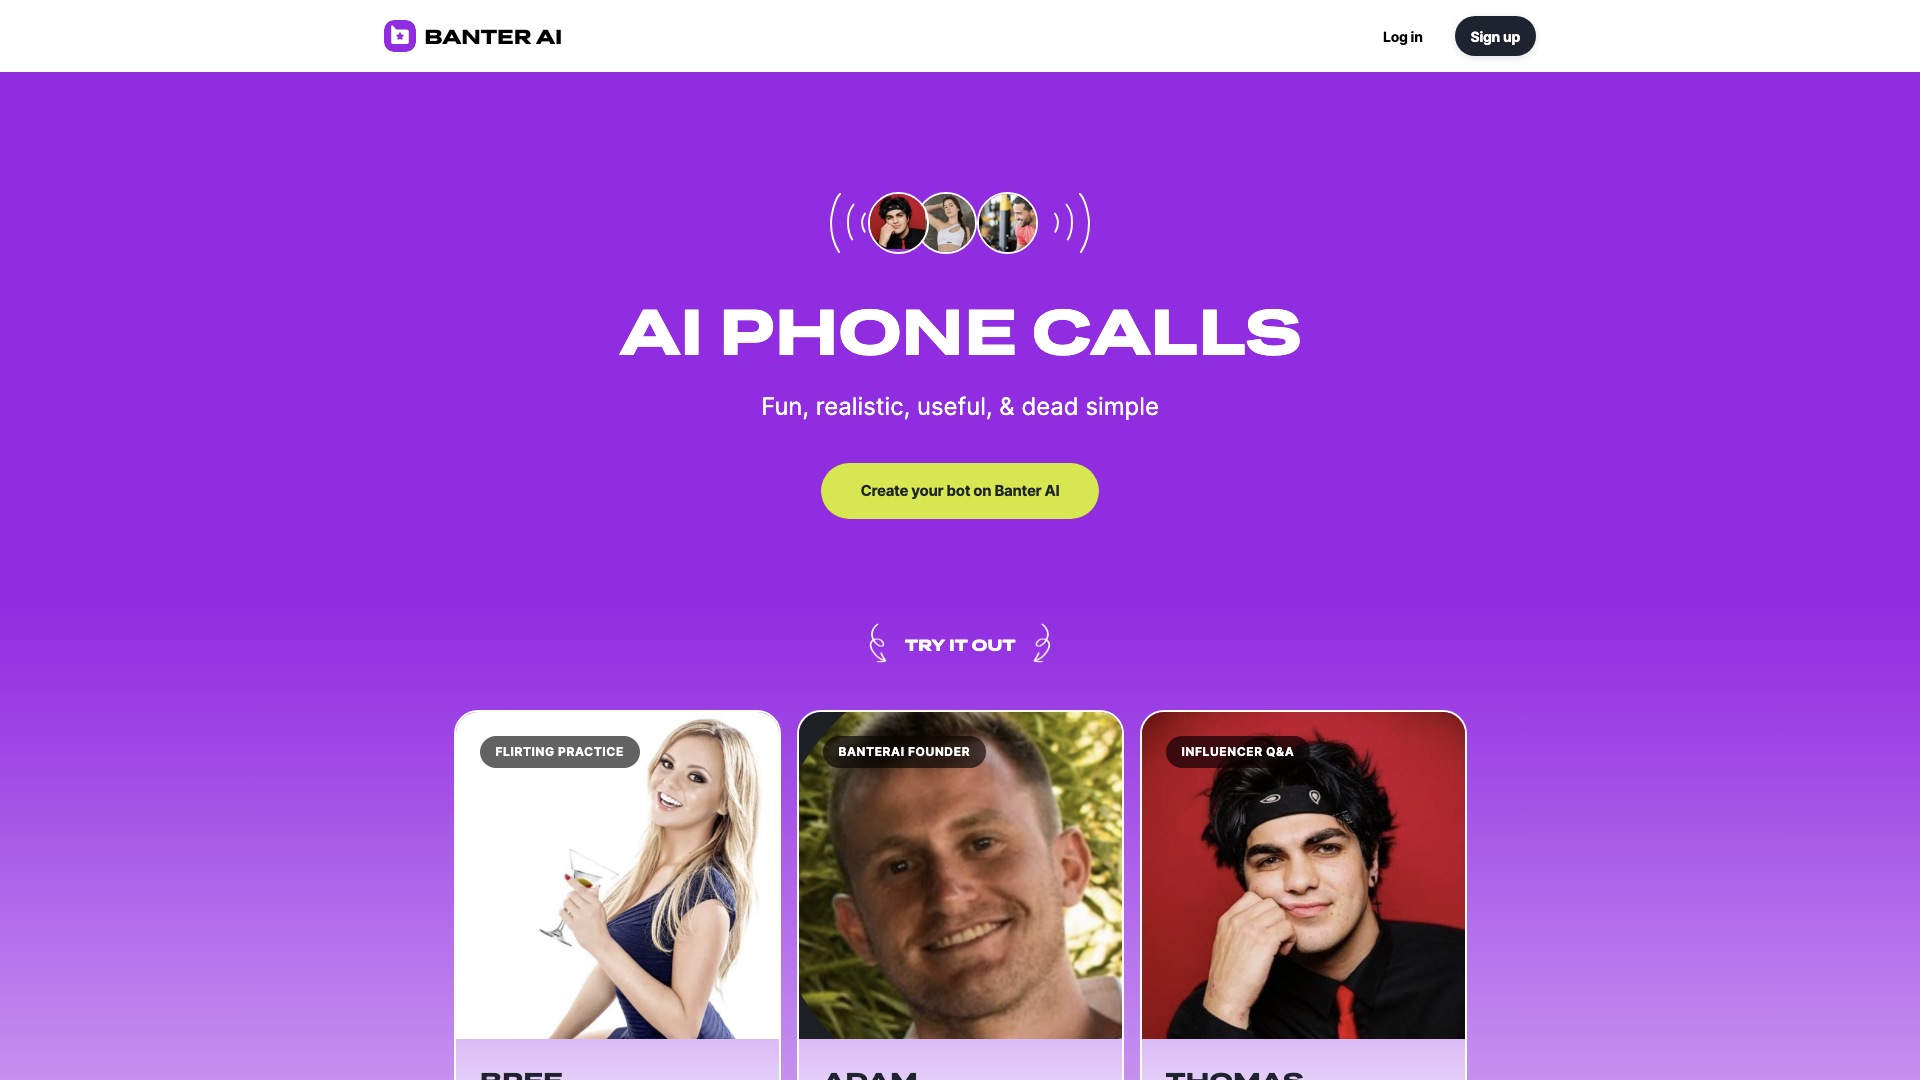 BANTER AI
Log in
Sign up
AI PHONE CALLS
Fun, realistic, useful, & dead simple
Create your bot on Banter AI
TRY IT OUT
FLIRTING PRACTICE
BANTERAI FOUNDER
INFLUENCER Q&A
BREE
ADAM
THOMAS